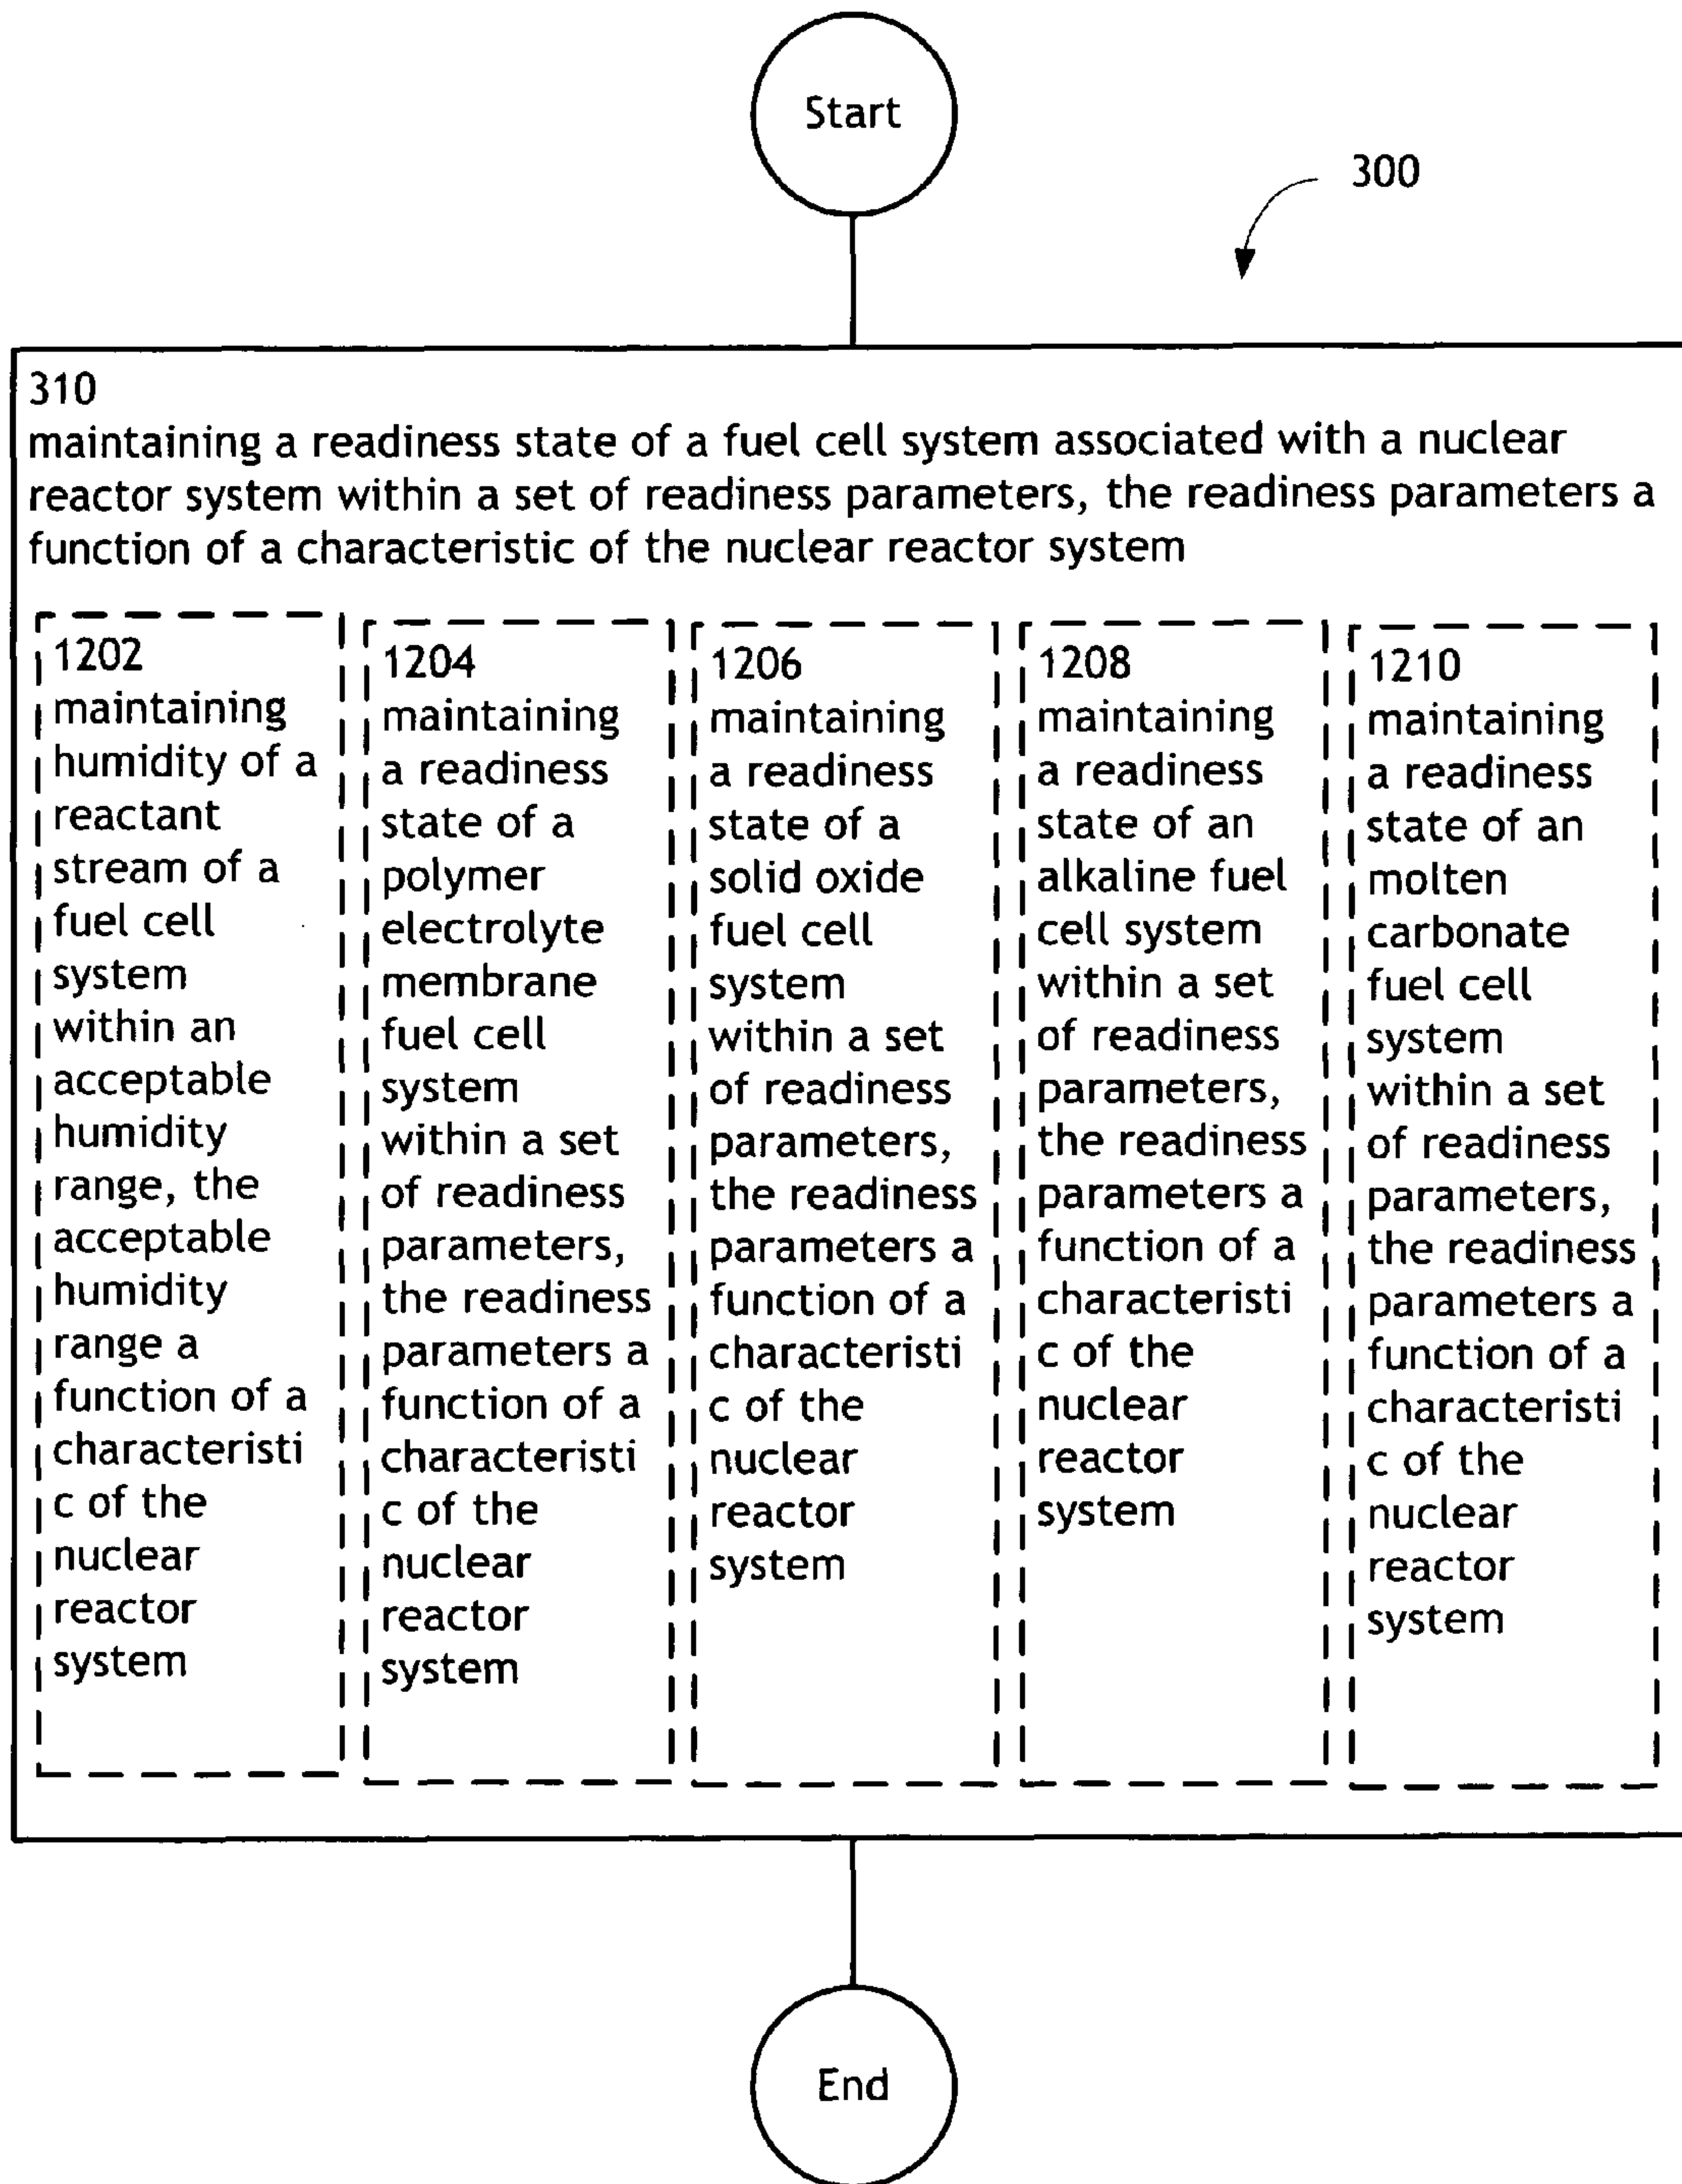 Start
300
310
maintaining a readiness state of a fuel cell system associated with a nuclear
reactor system within a set of readiness parameters, the readiness parameters a
function of a characteristic of the nuclear reactor system
1202
maintaining
humidity of a
reactant
stream of a
fuel cell
system
within an
acceptable
humidity
range, the
acceptable
humidity
range a
function of a
characteristi
c of the
nuclear
reactor
system
1204
maintaining
a readiness
state of a
polymer
electrolyte
membrane
fuel cell
system
within a set
of readiness
parameters,
the readiness
parameters a
function of a
characteristi
c of the
nuclear
reactor
system
1206
maintaining
a readiness
state of a
solid oxide
fuel cell
system
within a set
of readiness
parameters,
the readiness
parameters a
function of a
characteristi
c of the
nuclear
reactor
system
1208
maintaining
a readiness
state of an
alkaline fuel
cell system
within a set
of readiness
parameters,
the readiness
parameters a
function of a
characteristi
c of the
nuclear
reactor
system
1210
maintaining
a readiness
state of an
molten
carbonate
fuel cell
system
within a set
of readiness
parameters,
the readiness
parameters a
function of a
characteristi
c of the
nuclear
reactor
system
End